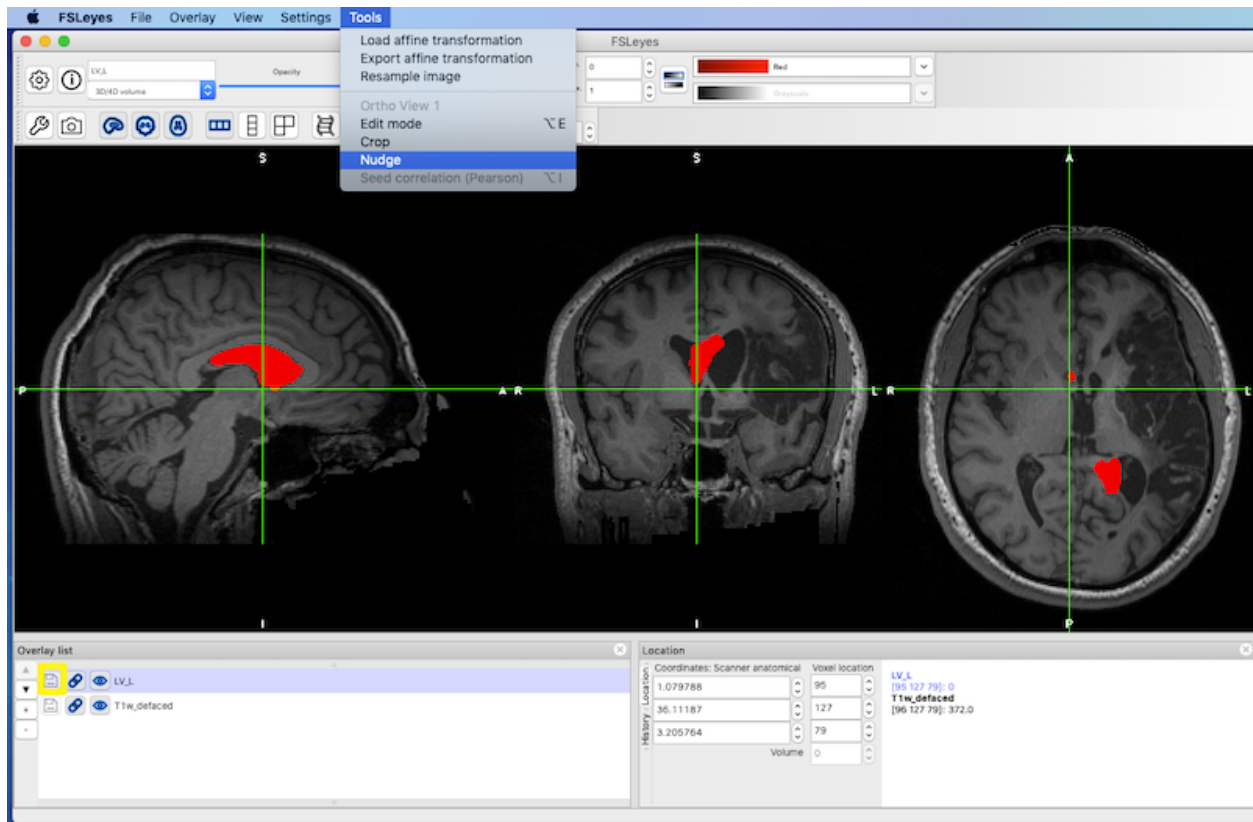 FSLeyes File Overlay View Settings Tools
FSLeyes
Load affine transformation
Export affine transformation
Resample image
Ortho View 1
Edit mode ⌥E
Crop
Nudge
Seed correlation (Pearson) ⌥I
LV_L
3D/4D volume
Opacity
0
1
Red
Greyscale
S
S
A
P
A R
L R
L
I
I
P
Overlay list
LV_L
T1w_defaced
Location
Location
History
Coordinates: Scanner anatomical Voxel location
1.079788 95
36.11187 127
3.205764 79
Volume 0
LV_L
[95 127 79]: 0
T1w_defaced
[96 127 79]: 372.0